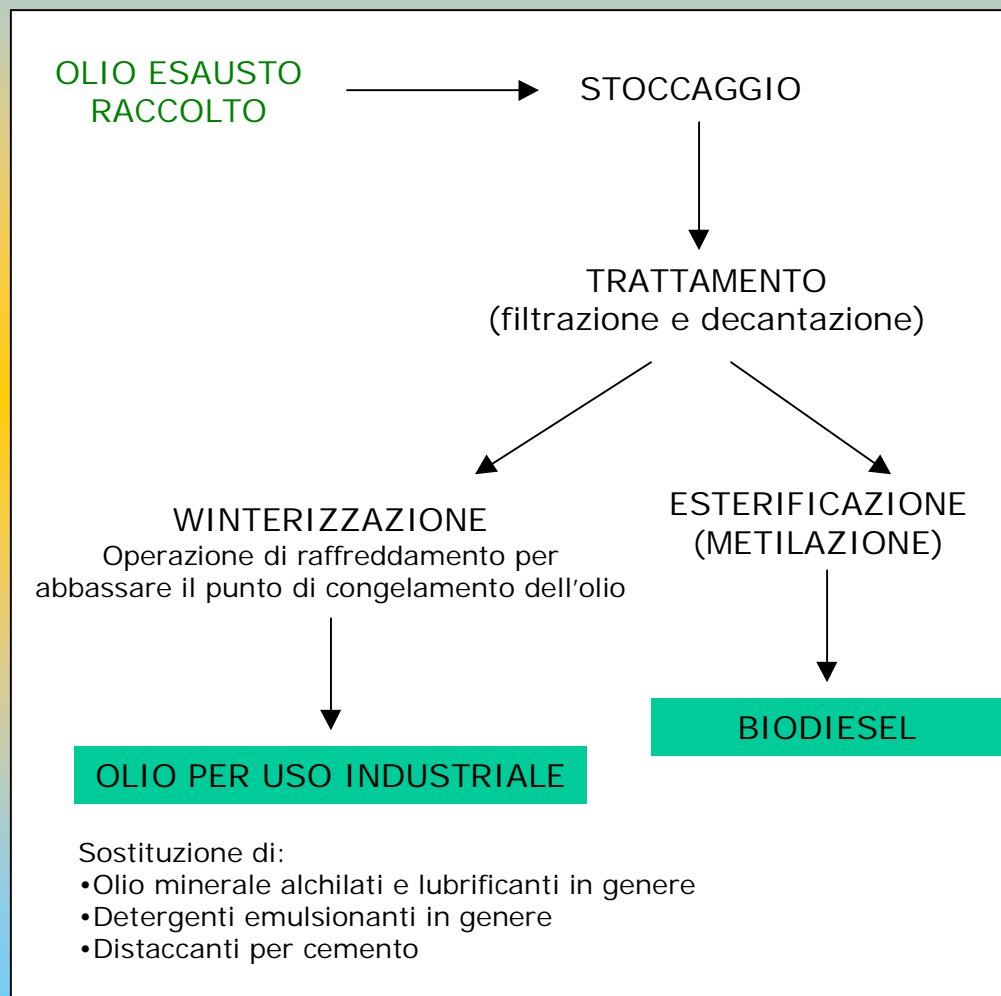 OLIO ESAUSTO
RACCOLTO
STOCCAGGIO
TRATTAMENTO
(filtrazione e decantazione)
WINTERIZZAZIONE
Operazione di raffreddamento per
abbassare il punto di congelamento dell'olio
ESTERIFICAZIONE
(METILAZIONE)
OLIO PER USO INDUSTRIALE
BIODIESEL
Sostituzione di:
•Olio minerale alchilati e lubrificanti in genere
•Detergenti emulsionanti in genere
•Distaccanti per cemento